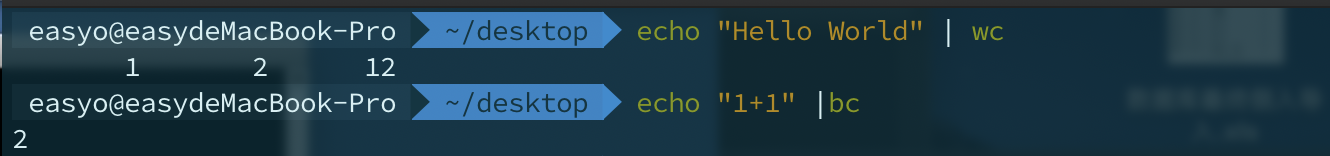 easyo@easydeMacBook-Pro ~/desktop echo "Hello World" | wc
1 2 12
easyo@easydeMacBook-Pro ~/desktop echo "1+1" |bc
2